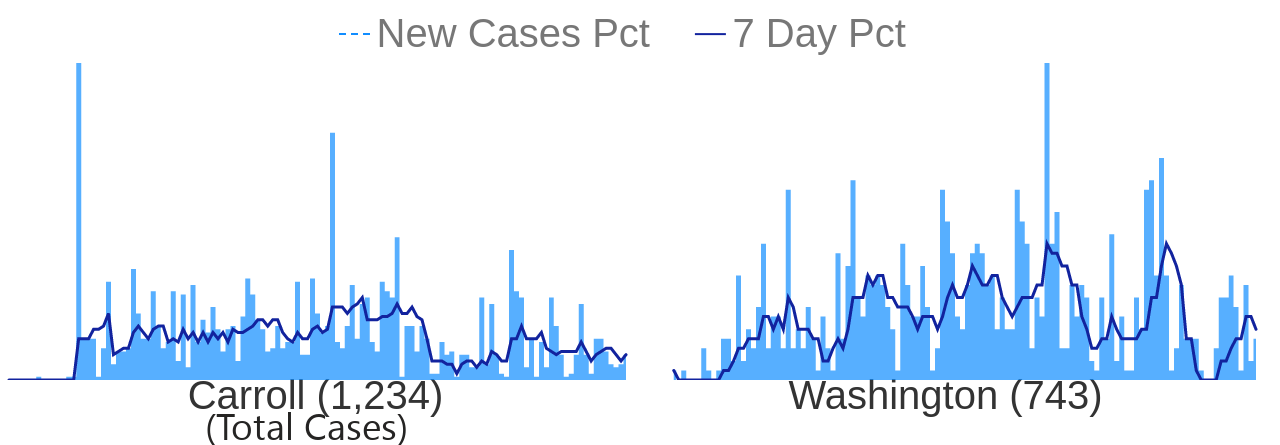 New Cases Pct 7 Day Pct
Carroll (1,234)
(Total Cases)
Washington (743)